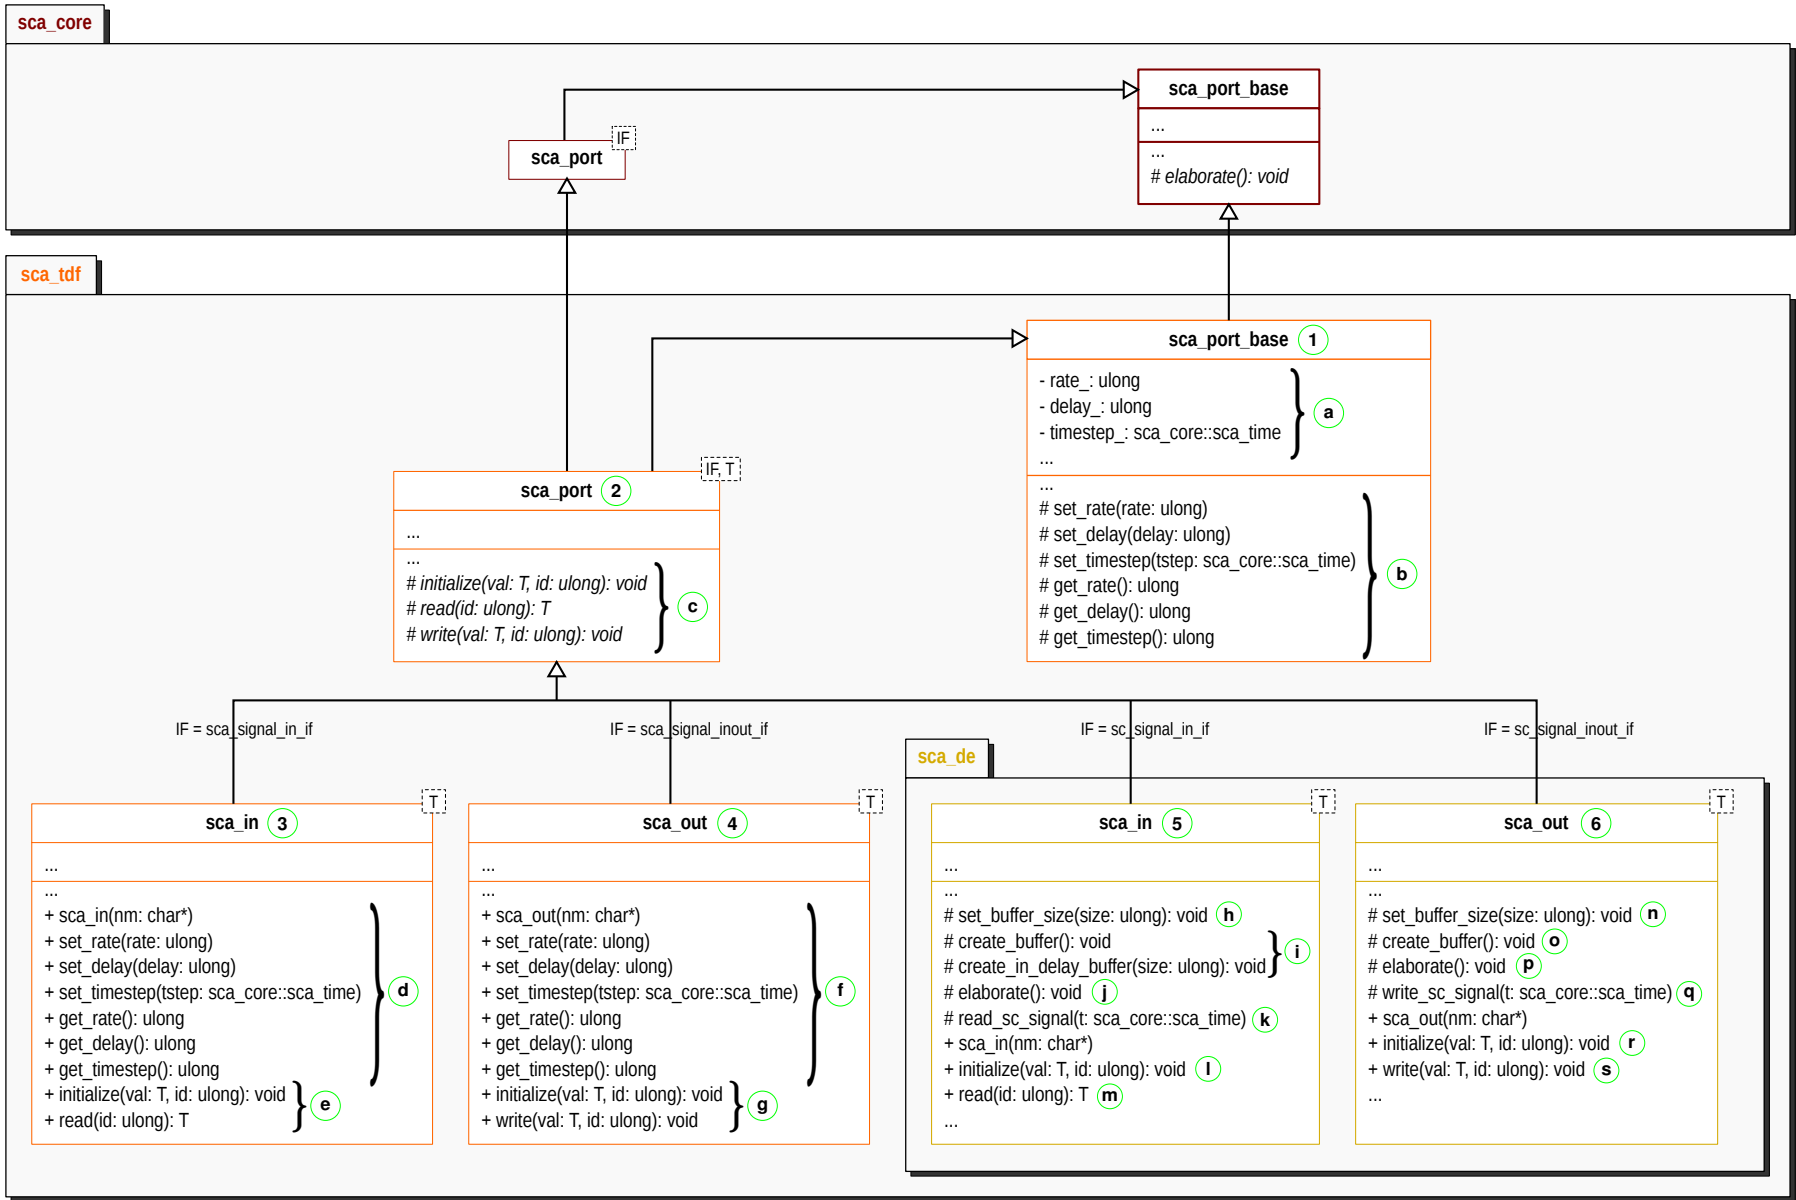 sca_core
sca_port_base
...
...
# elaborate(): void
IF
sca_port
sca_tdf
sca_port_base 1
- rate_: ulong
- delay_: ulong
- timestep_: sca_core::sca_time
a
...
...
# set_rate(rate: ulong)
# set_delay(delay: ulong)
# set_timestep(tstep: sca_core::sca_time)
# get_rate(): ulong
# get_delay(): ulong
# get_timestep(): ulong
b
IF, T
sca_port 2
...
...
# initialize(val: T, id: ulong): void
# read(id: ulong): T
# write(val: T, id: ulong): void
c
IF = sca_signal_in_if
IF = sca_signal_inout_if
IF = sc_signal_in_if
IF = sc_signal_inout_if
T
sca_in 3
...
...
+ sca_in(nm: char*)
+ set_rate(rate: ulong)
+ set_delay(delay: ulong)
+ set_timestep(tstep: sca_core::sca_time)
+ get_rate(): ulong
+ get_delay(): ulong
+ get_timestep(): ulong
d
+ initialize(val: T, id: ulong): void
+ read(id: ulong): T
e
T
sca_out 4
...
...
+ sca_out(nm: char*)
+ set_rate(rate: ulong)
+ set_delay(delay: ulong)
+ set_timestep(tstep: sca_core::sca_time)
+ get_rate(): ulong
+ get_delay(): ulong
+ get_timestep(): ulong
f
+ initialize(val: T, id: ulong): void
+ write(val: T, id: ulong): void
g
sca_de
T
sca_in 5
...
...
# set_buffer_size(size: ulong): void h
# create_buffer(): void
# create_in_delay_buffer(size: ulong): void
i
# elaborate(): void j
# read_sc_signal(t: sca_core::sca_time) k
+ sca_in(nm: char*)
+ initialize(val: T, id: ulong): void l
+ read(id: ulong): T m
...
T
sca_out 6
...
...
# set_buffer_size(size: ulong): void n
# create_buffer(): void o
# elaborate(): void p
# write_sc_signal(t: sca_core::sca_time) q
+ sca_out(nm: char*)
+ initialize(val: T, id: ulong): void r
+ write(val: T, id: ulong): void s
...